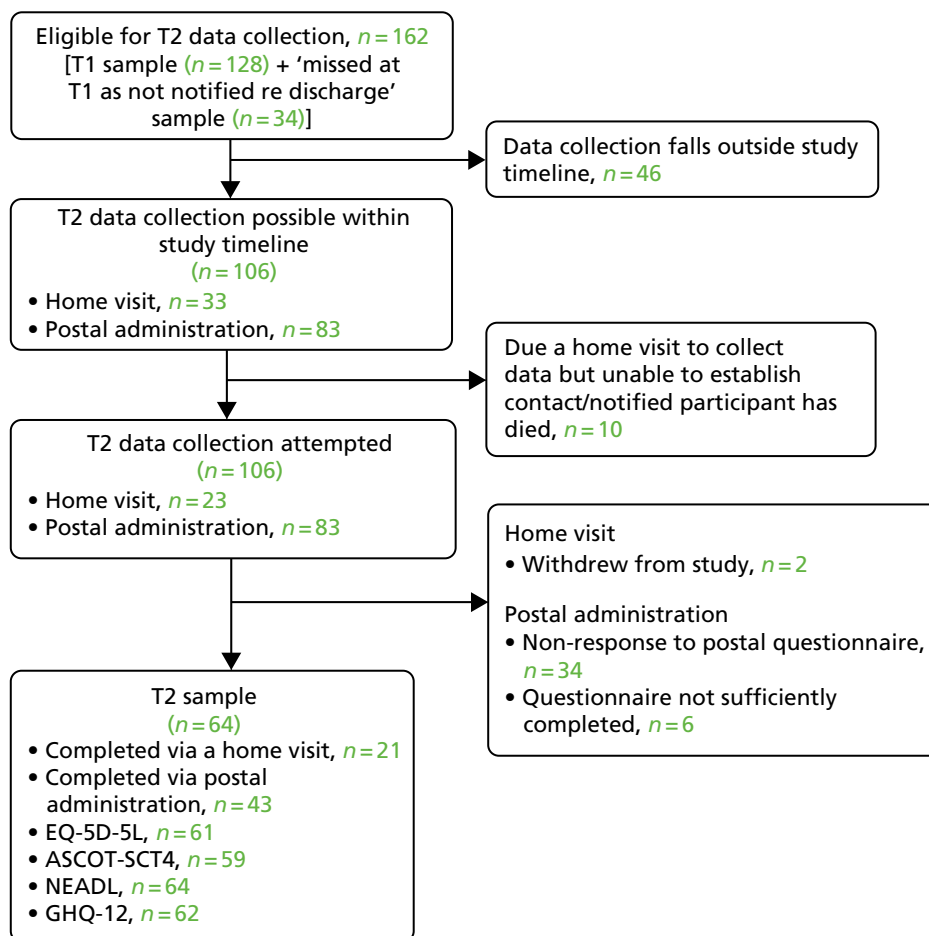 Eligible for T2 data collection, n=162
[T1 sample (n=128) + ‘missed at
T1 as not notified re discharge’
sample (n=34)]
Data collection falls outside study
timeline, n=46
T2 data collection possible within
study timeline
(n=106)
• Home visit, n=33
• Postal administration, n=83
Due a home visit to collect
data but unable to establish
contact/notified participant has
died, n=10
T2 data collection attempted
(n=106)
• Home visit, n=23
• Postal administration, n=83
Home visit
• Withdrew from study, n=2
Postal administration
• Non-response to postal questionnaire,
n=34
• Questionnaire not sufficiently
completed, n=6
T2 sample
(n=64)
• Completed via a home visit, n=21
• Completed via postal
administration, n=43
• EQ-5D-5L, n=61
• ASCOT-SCT4, n=59
• NEADL, n=64
• GHQ-12, n=62